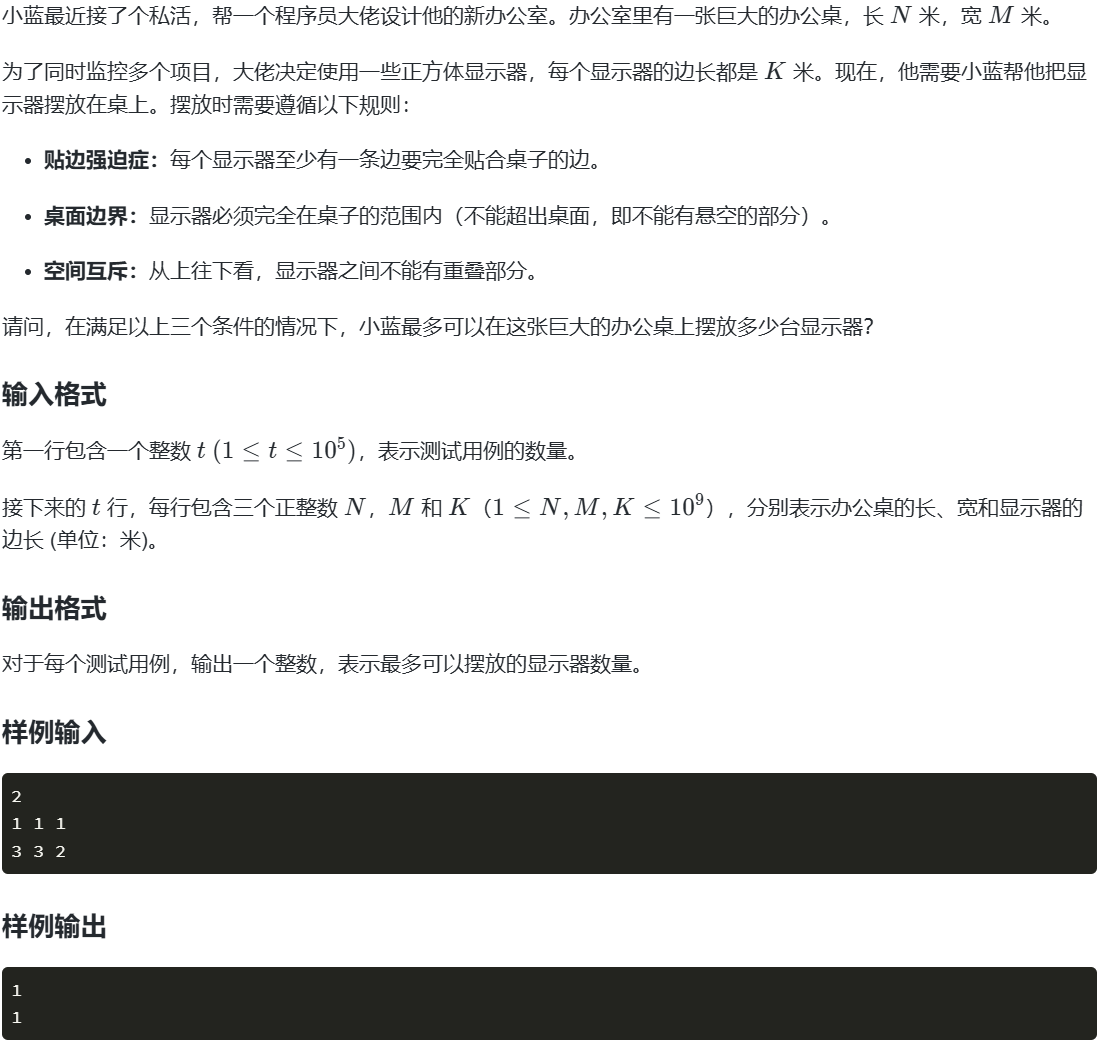 小蓝最近接了个私活，帮一个程序员大佬设计他的新办公室。办公室里有一张巨大的办公桌，长 N 米，宽 M 米。
为了同时监控多个项目，大佬决定使用一些正方体显示器，每个显示器的边长都是 K 米。现在，他需要小蓝帮他把显
示器摆放在桌上。摆放时需要遵循以下规则：
• 贴边强迫症：每个显示器至少有一条边要完全贴合桌子的边。
• 桌面边界：显示器必须完全在桌子的范围内（不能超出桌面，即不能有悬空的部分）。
• 空间互斥：从上往下看，显示器之间不能有重叠部分。
请问，在满足以上三个条件的情况下，小蓝最多可以在这张巨大的办公桌上摆放多少台显示器？
输入格式
第一行包含一个整数 t (1 ≤ t ≤ 10^5)，表示测试用例的数量。
接下来的 t 行，每行包含三个正整数 N，M 和 K（1 ≤ N, M, K ≤ 10^9），分别表示办公桌的长、宽和显示器的
边长 (单位：米)。
输出格式
对于每个测试用例，输出一个整数，表示最多可以摆放的显示器数量。
样例输入
2
1 1 1
3 3 2
样例输出
1
1